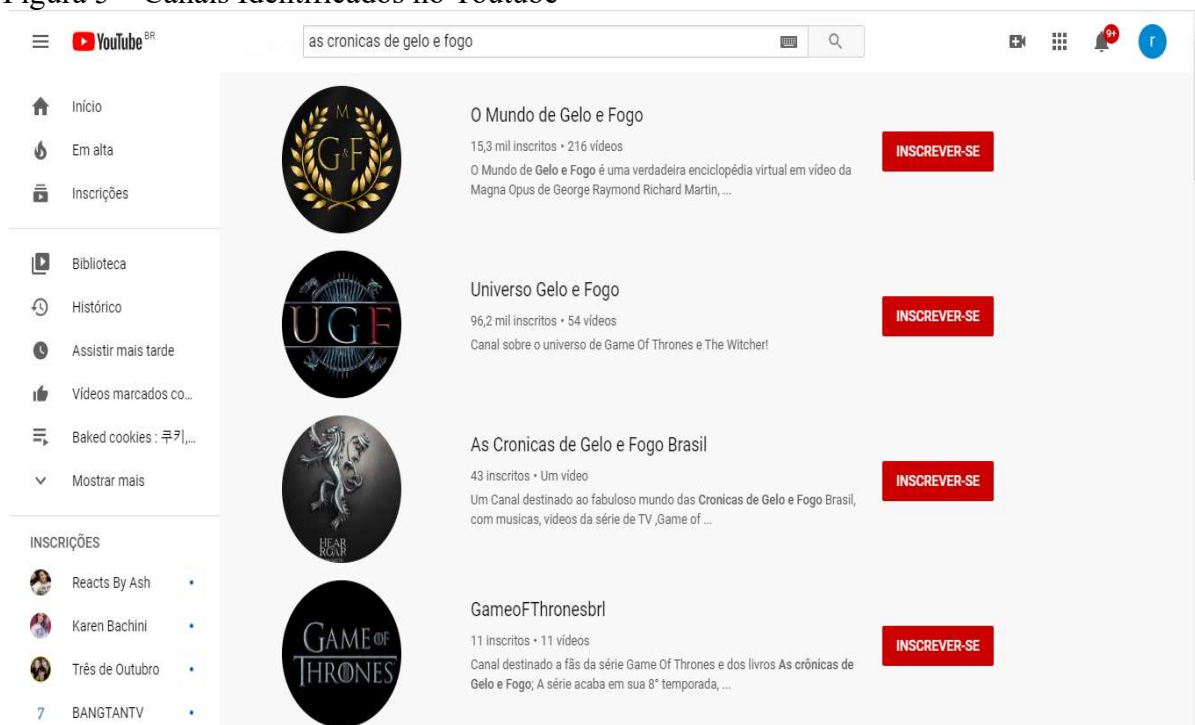 Figura 3 – Canais Identificados no Youtube
YouTube BR
as cronicas de gelo e fogo
9+
r
Início
Em alta
Inscrições
Biblioteca
Histórico
Assistir mais tarde
Vídeos marcados co...
Baked cookies : 쿠키,...
Mostrar mais
INSCRIÇÕES
Reacts By Ash
Karen Bachini
Três de Outubro
7 BANGTANTV
M
G&F
O Mundo de Gelo e Fogo
15,3 mil inscritos • 216 vídeos
O Mundo de Gelo e Fogo é uma verdadeira enciclopédia virtual em vídeo da
Magna Opus de George Raymond Richard Martin, ...
INSCREVER-SE
UGF
Universo Gelo e Fogo
96,2 mil inscritos • 54 vídeos
Canal sobre o universo de Game Of Thrones e The Witcher!
INSCREVER-SE
HEAR
ROAR
As Cronicas de Gelo e Fogo Brasil
43 inscritos • Um vídeo
Um Canal destinado ao fabuloso mundo das Cronicas de Gelo e Fogo Brasil,
com musicas, videos da série de TV ,Game of ...
INSCREVER-SE
GAME OF
THRONES
GameoFThronesbrl
11 inscritos • 11 vídeos
Canal destinado a fãs da série Game Of Thrones e dos livros As crônicas de
Gelo e Fogo; A série acaba em sua 8° temporada, ...
INSCREVER-SE